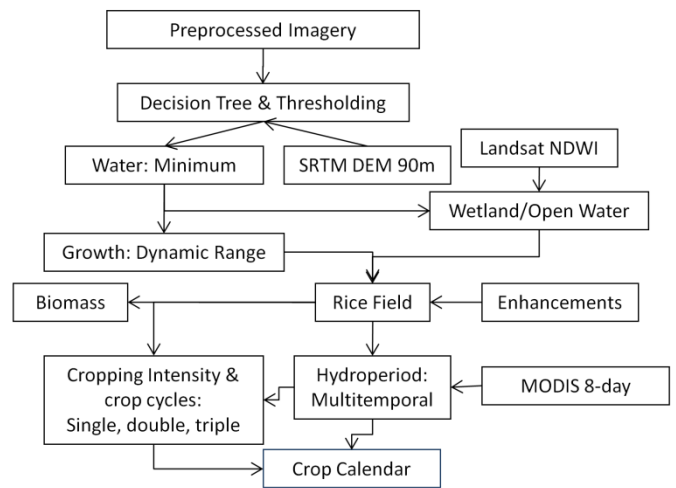 Preprocessed Imagery
Decision Tree & Thresholding
Landsat NDWI
Water: Minimum
SRTM DEM 90m
Wetland/Open Water
Growth: Dynamic Range
Biomass
Rice Field
Enhancements
Cropping Intensity &
crop cycles:
Single, double, triple
Hydroperiod:
Multitemporal
MODIS 8-day
Crop Calendar